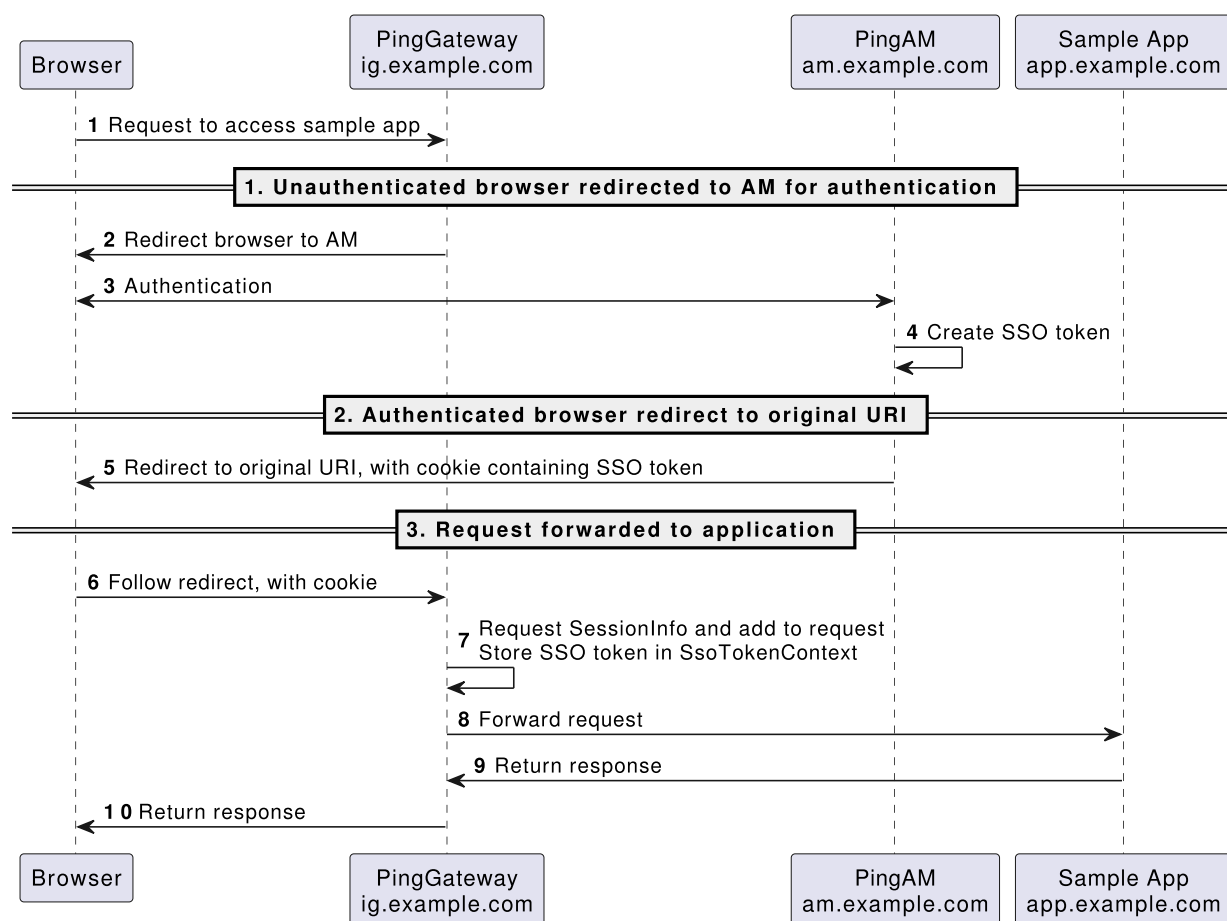 Browser
PingGateway
ig.example.com
PingAM
am.example.com
Sample App
app.example.com
1 Request to access sample app
1. Unauthenticated browser redirected to AM for authentication
2 Redirect browser to AM
3 Authentication
4 Create SSO token
2. Authenticated browser redirect to original URI
5 Redirect to original URI, with cookie containing SSO token
3. Request forwarded to application
6 Follow redirect, with cookie
7 Request SessionInfo and add to request
Store SSO token in SsoTokenContext
8 Forward request
9 Return response
10 Return response
Browser
PingGateway
ig.example.com
PingAM
am.example.com
Sample App
app.example.com